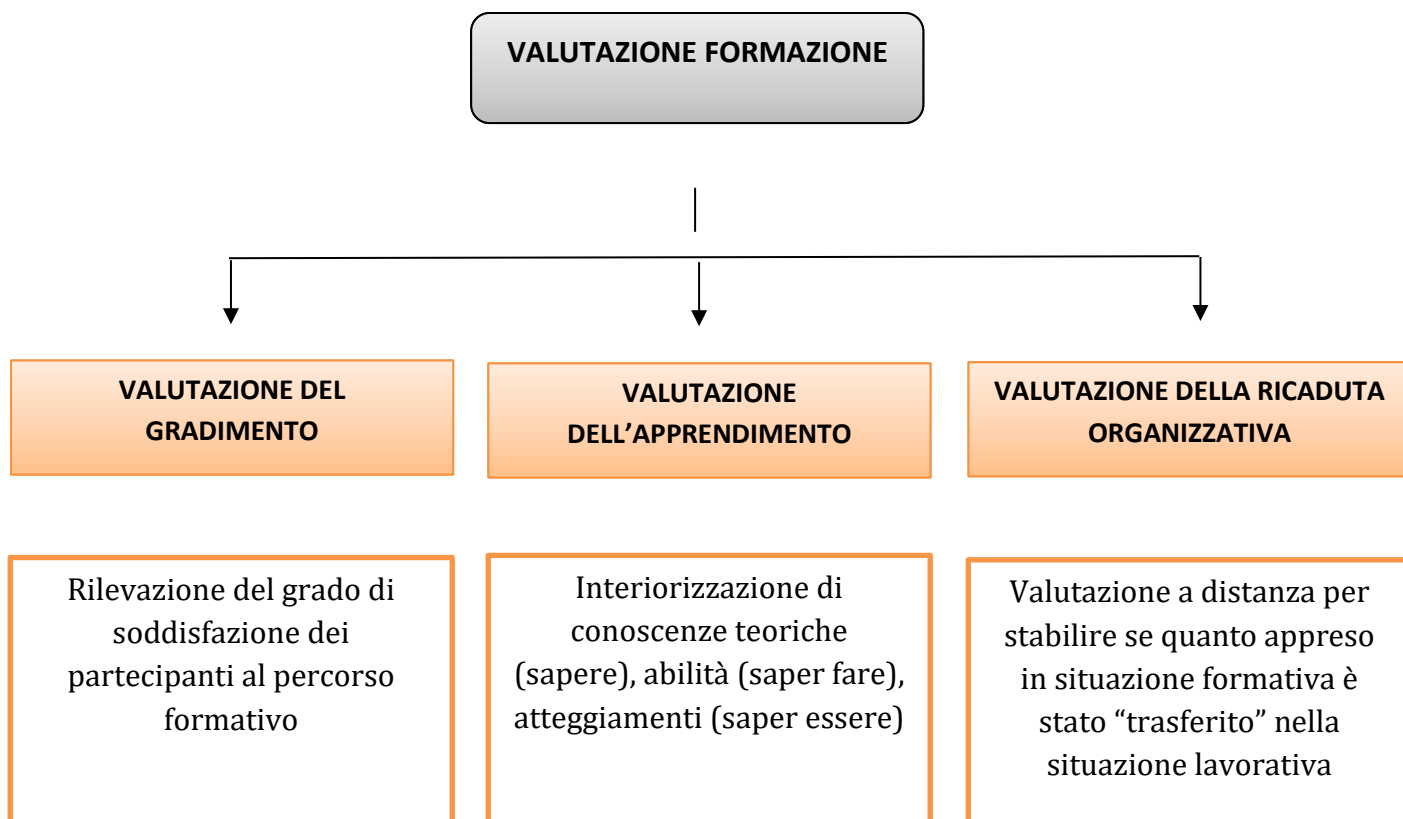 VALUTAZIONE FORMAZIONE
VALUTAZIONE DEL
GRADIMENTO
VALUTAZIONE
DELL’APPRENDIMENTO
VALUTAZIONE DELLA RICADUTA
ORGANIZZATIVA
Rilevazione del grado di
soddisfazione dei
partecipanti al percorso
formativo
Interiorizzazione di
conoscenze teoriche
(sapere), abilità (saper fare),
atteggiamenti (saper essere)
Valutazione a distanza per
stabilire se quanto appreso
in situazione formativa è
stato “trasferito” nella
situazione lavorativa